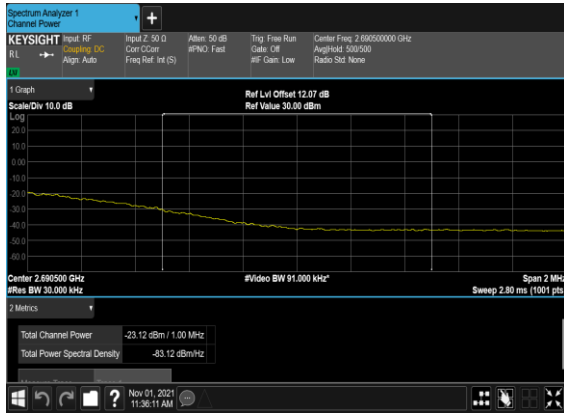 Spectrum Analyzer 1
Channel Power
+
KEYSIGHT Input: RF Input Z: 50 Ω Atten: 50 dB Trig: Free Run Center Freq: 2.690500000 GHz
RL Coupling: DC Corr CCorr #PNO: Fast Gate: Off Avg|Hold: 500/500
Align: Auto Freq Ref: Int (S) #IF Gain: Low Radio Std: None
1 Graph
Ref Lvl Offset 12.07 dB
Scale/Div 10.0 dB Ref Value 30.00 dBm
Log
20.0
10.0
0.00
-10.0
-20.0
-30.0
-40.0
-50.0
-60.0
Center 2.690500 GHz #Video BW 91.000 kHz* Span 2 MHz
#Res BW 30.000 kHz Sweep 2.80 ms (1001 pts
2 Metrics
Total Channel Power -23.12 dBm / 1.00 MHz
Total Power Spectral Density -83.12 dBm/Hz
? Nov 01, 2021
11:36:11 AM